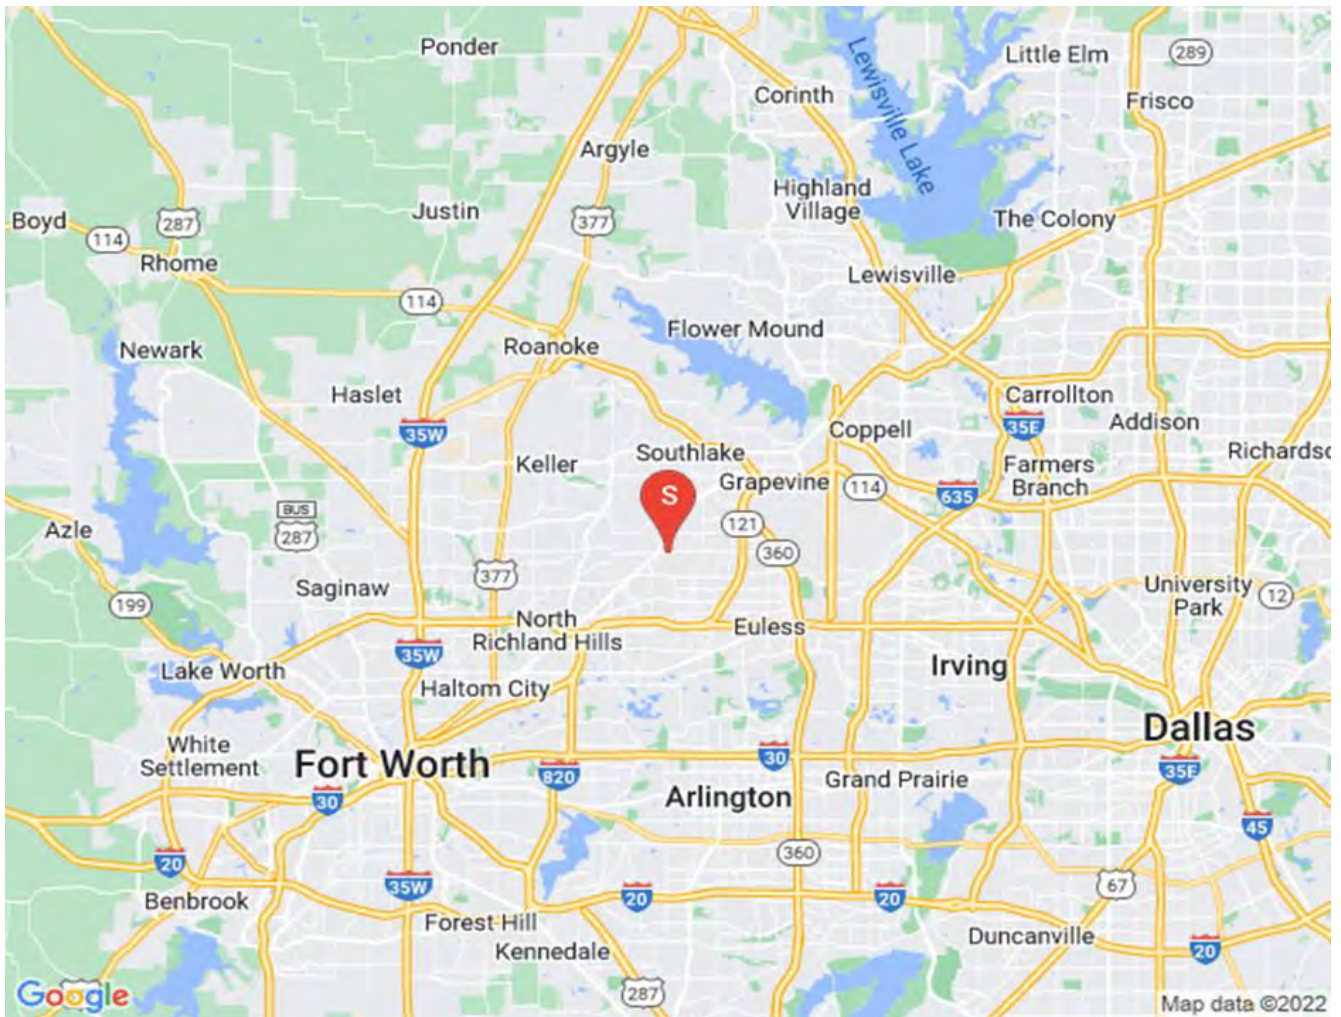 Ponder
Little Elm
289
Corinth
Frisco
Lewisville Lake
Argyle
Highland
Village
Justin
377
The Colony
Boyd
287
114
Rhome
Lewisville
114
Flower Mound
Roanoke
Newark
Haslet
Carrollton
Addison
35W
35E
Coppell
Southlake
Richardso
Keller
Farmers
Branch
Grapevine
114
635
S
BUS
287
121
360
Azle
377
Saginaw
University
Park
12
199
North
Richland Hills
Euless
35W
Irving
Lake Worth
Haltom City
Dallas
White
Settlement
Fort Worth
30
820
Grand Prairie
35E
Arlington
30
45
360
20
35W
67
20
20
Benbrook
Forest Hill
Kennedale
Duncanville
20
287
Google
Map data ©2022